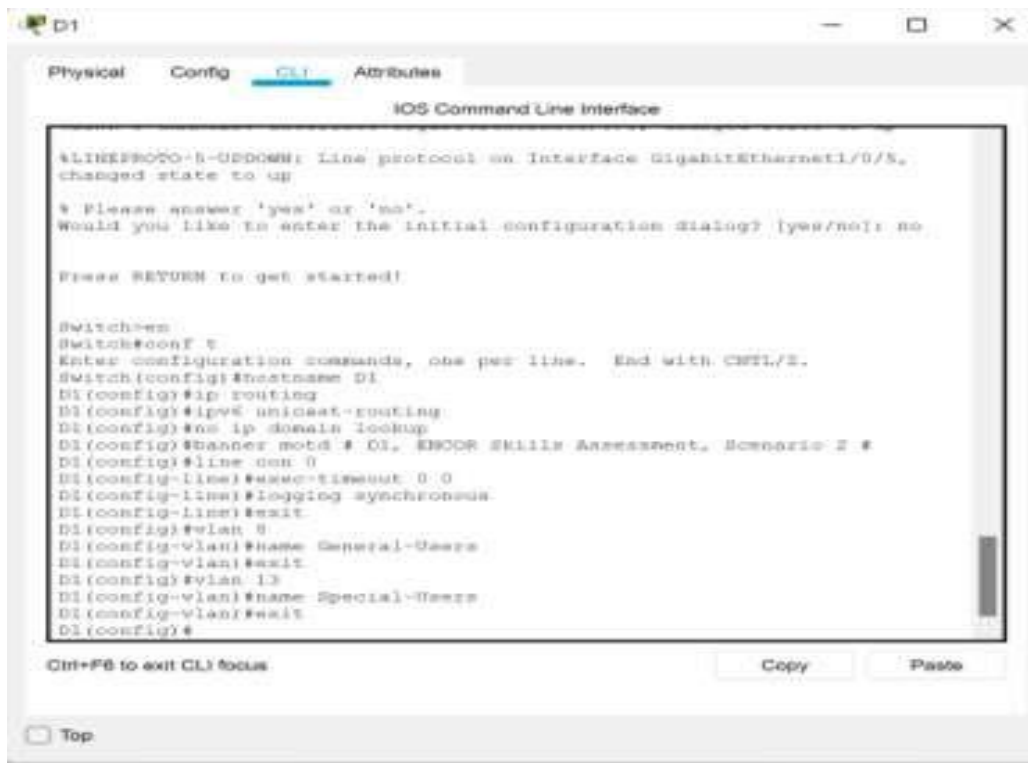 D1
Physical Config CLI Attributes
IOS Command Line Interface
%LINEPROTO-5-UPDOWN: Line protocol on Interface GigabitEthernet1/0/5,
changed state to up
% Please answer 'yes' or 'no'.
Would you like to enter the initial configuration dialog? [yes/no]: no
Press RETURN to get started!
Switch>en
Switch#conf t
Enter configuration commands, one per line. End with CNTL/Z.
Switch(config)#hostname D1
D1(config)#ip routing
D1(config)#ipv6 unicast-routing
D1(config)#no ip domain lookup
D1(config)#banner motd # D1, ENCOR Skills Assessment, Scenario 2 #
D1(config)#line con 0
D1(config-line)#exec-timeout 0 0
D1(config-line)#logging synchronous
D1(config-line)#exit
D1(config)#vlan 8
D1(config-vlan)#name General-Users
D1(config-vlan)#exit
D1(config)#vlan 13
D1(config-vlan)#name Special-Users
D1(config-vlan)#exit
D1(config)#
Ctrl+F6 to exit CLI focus
Copy
Paste
Top